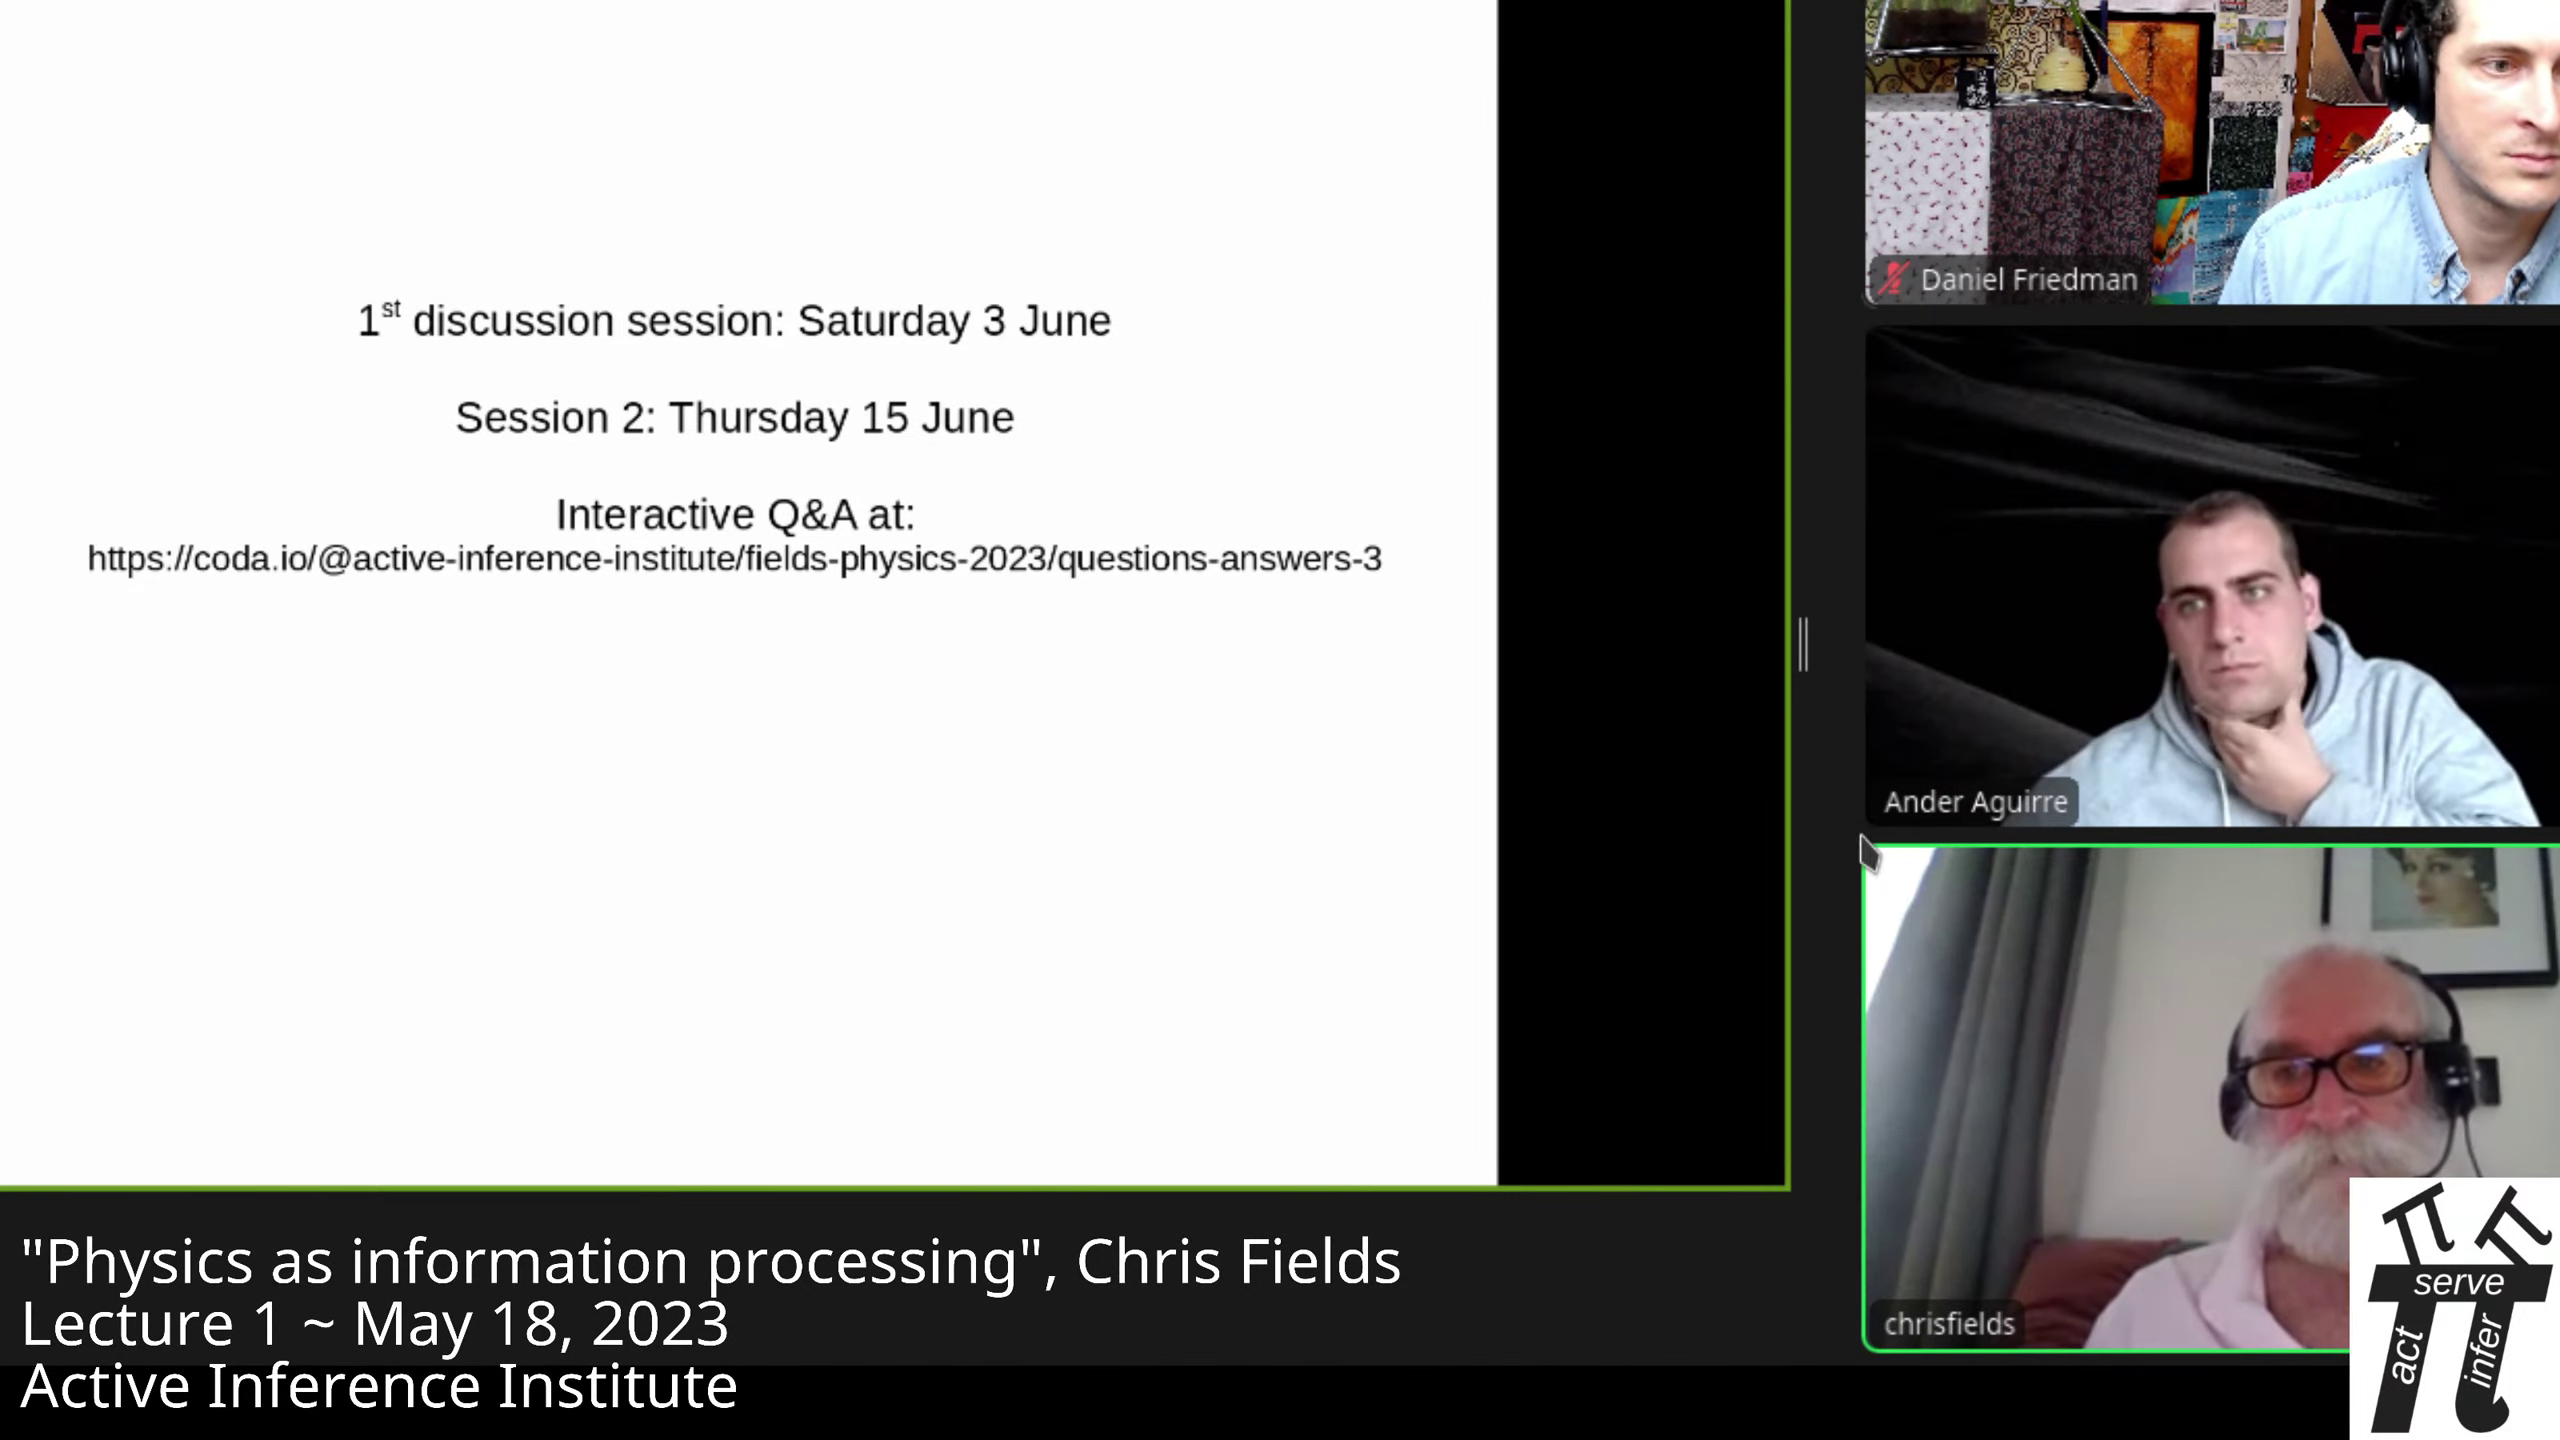 1st discussion session: Saturday 3 June
Session 2: Thursday 15 June
Interactive Q&A at:
https://coda.io/@active-inference-institute/fields-physics-2023/questions-answers-3
Daniel Friedman
Ander Aguirre
chrisfields
"Physics as information processing", Chris Fields
Lecture 1 ~ May 18, 2023
Active Inference Institute
serve
act
infer